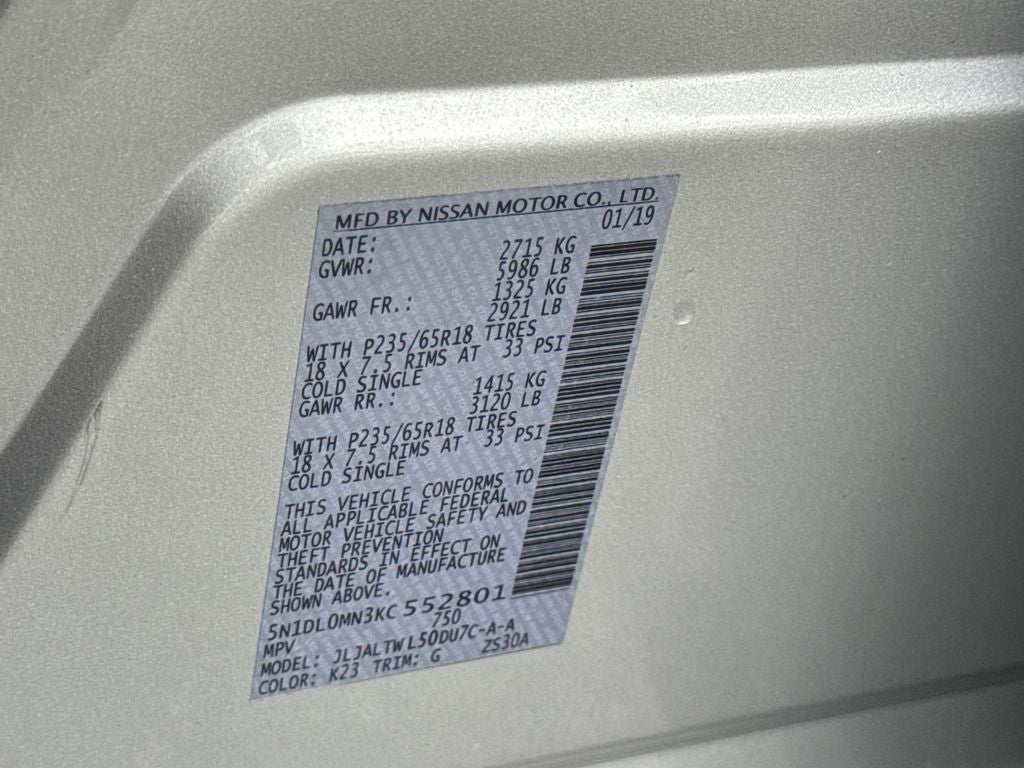 MFD BY NISSAN MOTOR CO., LTD.
DATE: 01/19
GVWR: 2715 KG
5986 LB
GAWR FR.: 1325 KG
2921 LB
WITH P235/65R18 TIRES
18 X 7.5 RIMS AT 33 PSI
COLD SINGLE
GAWR RR.: 1415 KG
3120 LB
WITH P235/65R18 TIRES
18 X 7.5 RIMS AT 33 PSI
COLD SINGLE
THIS VEHICLE CONFORMS TO
ALL APPLICABLE FEDERAL
MOTOR VEHICLE SAFETY AND
THEFT PREVENTION
STANDARDS IN EFFECT ON
THE DATE OF MANUFACTURE
SHOWN ABOVE.
5N1DL0MN3KC 552801
MPV 750
MODEL: JLJALTWL50DU7C-A-A
COLOR: K23 TRIM: G ZS30A